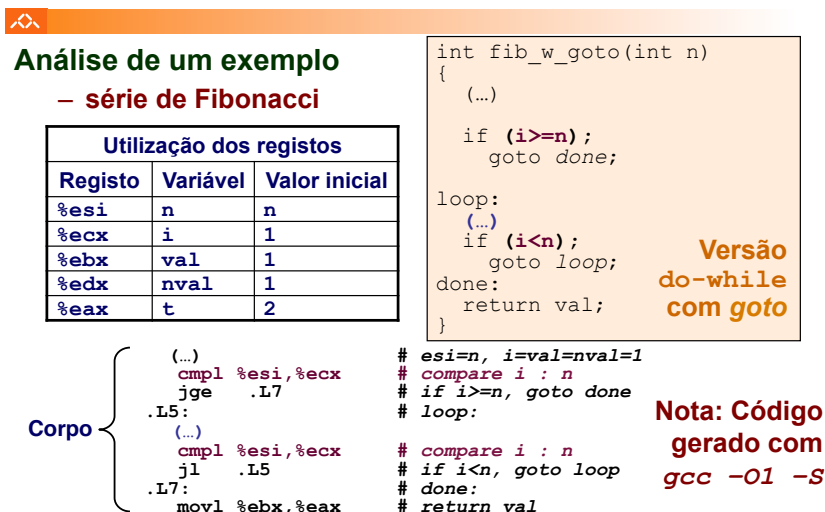 Análise de um exemplo
– série de Fibonacci
Utilização dos registos
Registo Variável Valor inicial
%esi n n
%ecx i 1
%ebx val 1
%edx nval 1
%eax t 2
int fib_w_goto(int n)
{
(…)
if (i>=n);
goto done;
loop:
(…)
if (i<n);
goto loop;
done:
return val;
}
Versão
do-while
com goto
Corpo
(…) # esi=n, i=val=nval=1
cmpl %esi,%ecx # compare i : n
jge .L7 # if i>=n, goto done
.L5: # loop:
(…)
cmpl %esi,%ecx # compare i : n
jl .L5 # if i<n, goto loop
.L7: # done:
movl %ebx,%eax # return val
Nota: Código
gerado com
gcc –O1 –S